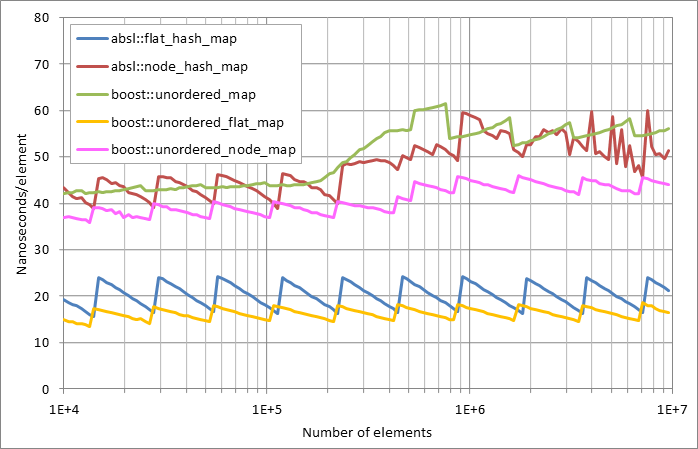 80
70
60
50
40
30
20
10
0
Nanoseconds/element
absl::flat_hash_map
absl::node_hash_map
boost::unordered_map
boost::unordered_flat_map
boost::unordered_node_map
1E+4
1E+5
1E+6
1E+7
Number of elements